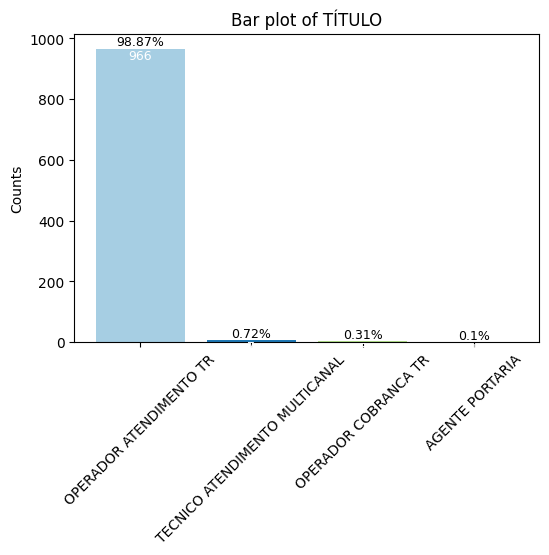 Bar plot of TÍTULO
Counts
1000
800
600
400
200
0
98.87%
966
0.72%
0.31%
0.1%
OPERADOR ATENDIMENTO TR
TECNICO ATENDIMENTO MULTICANAL
OPERADOR COBRANCA TR
AGENTE PORTARIA